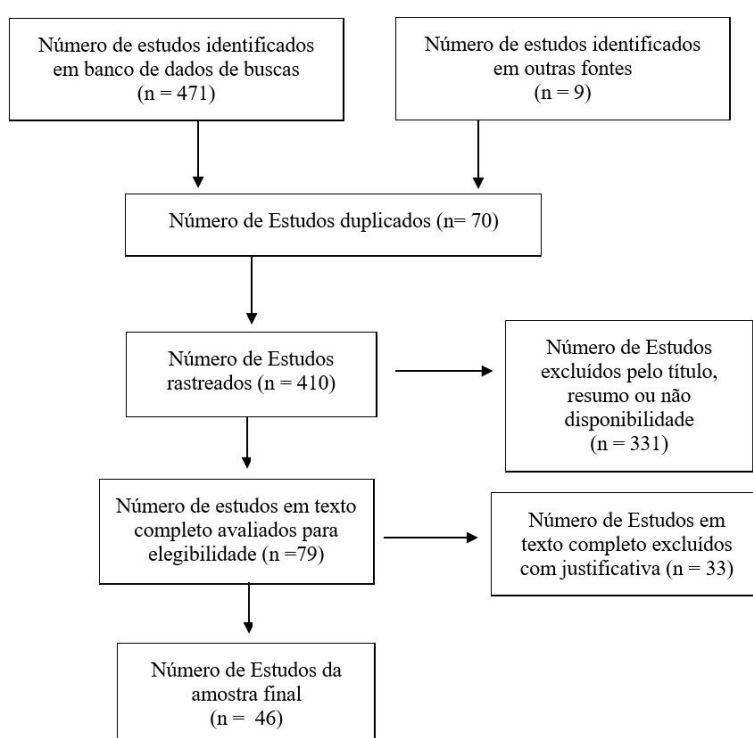 Número de estudos identificados
em banco de dados de buscas
(n = 471)
Número de estudos identificados
em outras fontes
(n = 9)
Número de Estudos duplicados (n= 70)
Número de Estudos
rastreados (n = 410)
Número de Estudos
excluídos pelo título,
resumo ou não
disponibilidade
(n = 331)
Número de estudos em texto
completo avaliados para
elegibilidade (n =79)
Número de Estudos em
texto completo excluídos
com justificativa (n = 33)
Número de Estudos da
amostra final
(n = 46)